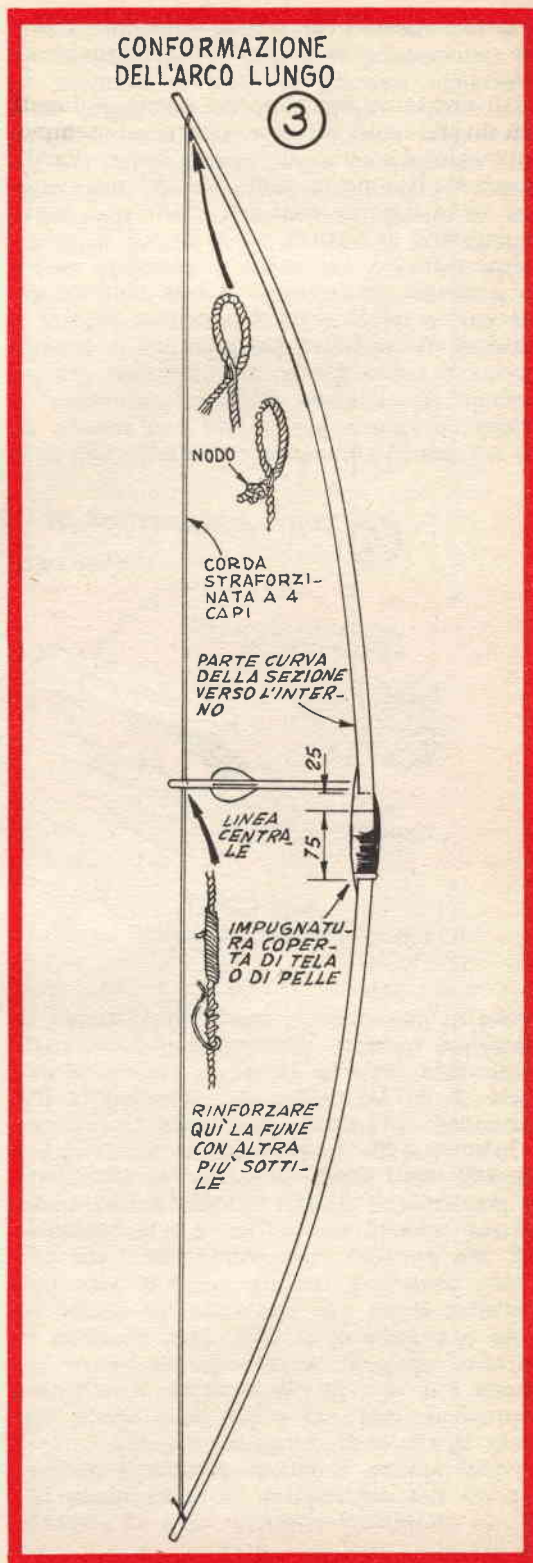 CONFORMAZIONE
DELL'ARCO LUNGO
3
NODO
CORDA
STRAFORZI-
NATA A 4
CAPI
PARTE CURVA
DELLA SEZIONE
VERSO L'INTER-
NO
25
LINEA
CENTRA-
LE
75
IMPUGNATU-
RA COPER-
TA DI TELA
O DI PELLE
RINFORZARE
QUÌ LA FUNE
CON ALTRA
PIÙ SOTTI-
LE